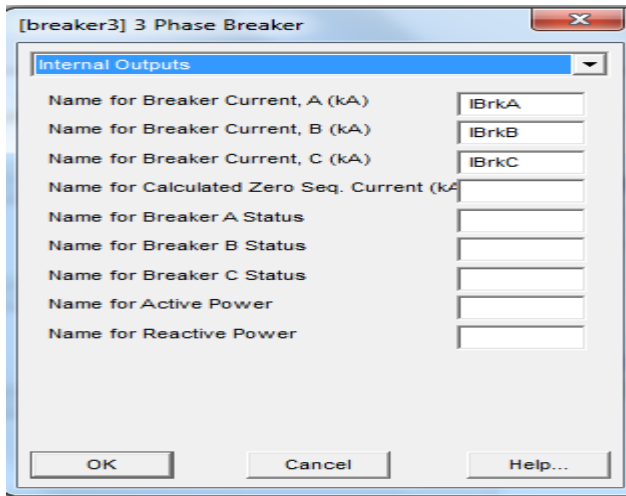 [breaker3] 3 Phase Breaker
Internal Outputs
Name for Breaker Current, A (kA) IBrkA
Name for Breaker Current, B (kA) IBrkB
Name for Breaker Current, C (kA) IBrkC
Name for Calculated Zero Seq. Current (kA
Name for Breaker A Status
Name for Breaker B Status
Name for Breaker C Status
Name for Active Power
Name for Reactive Power
OK Cancel Help...